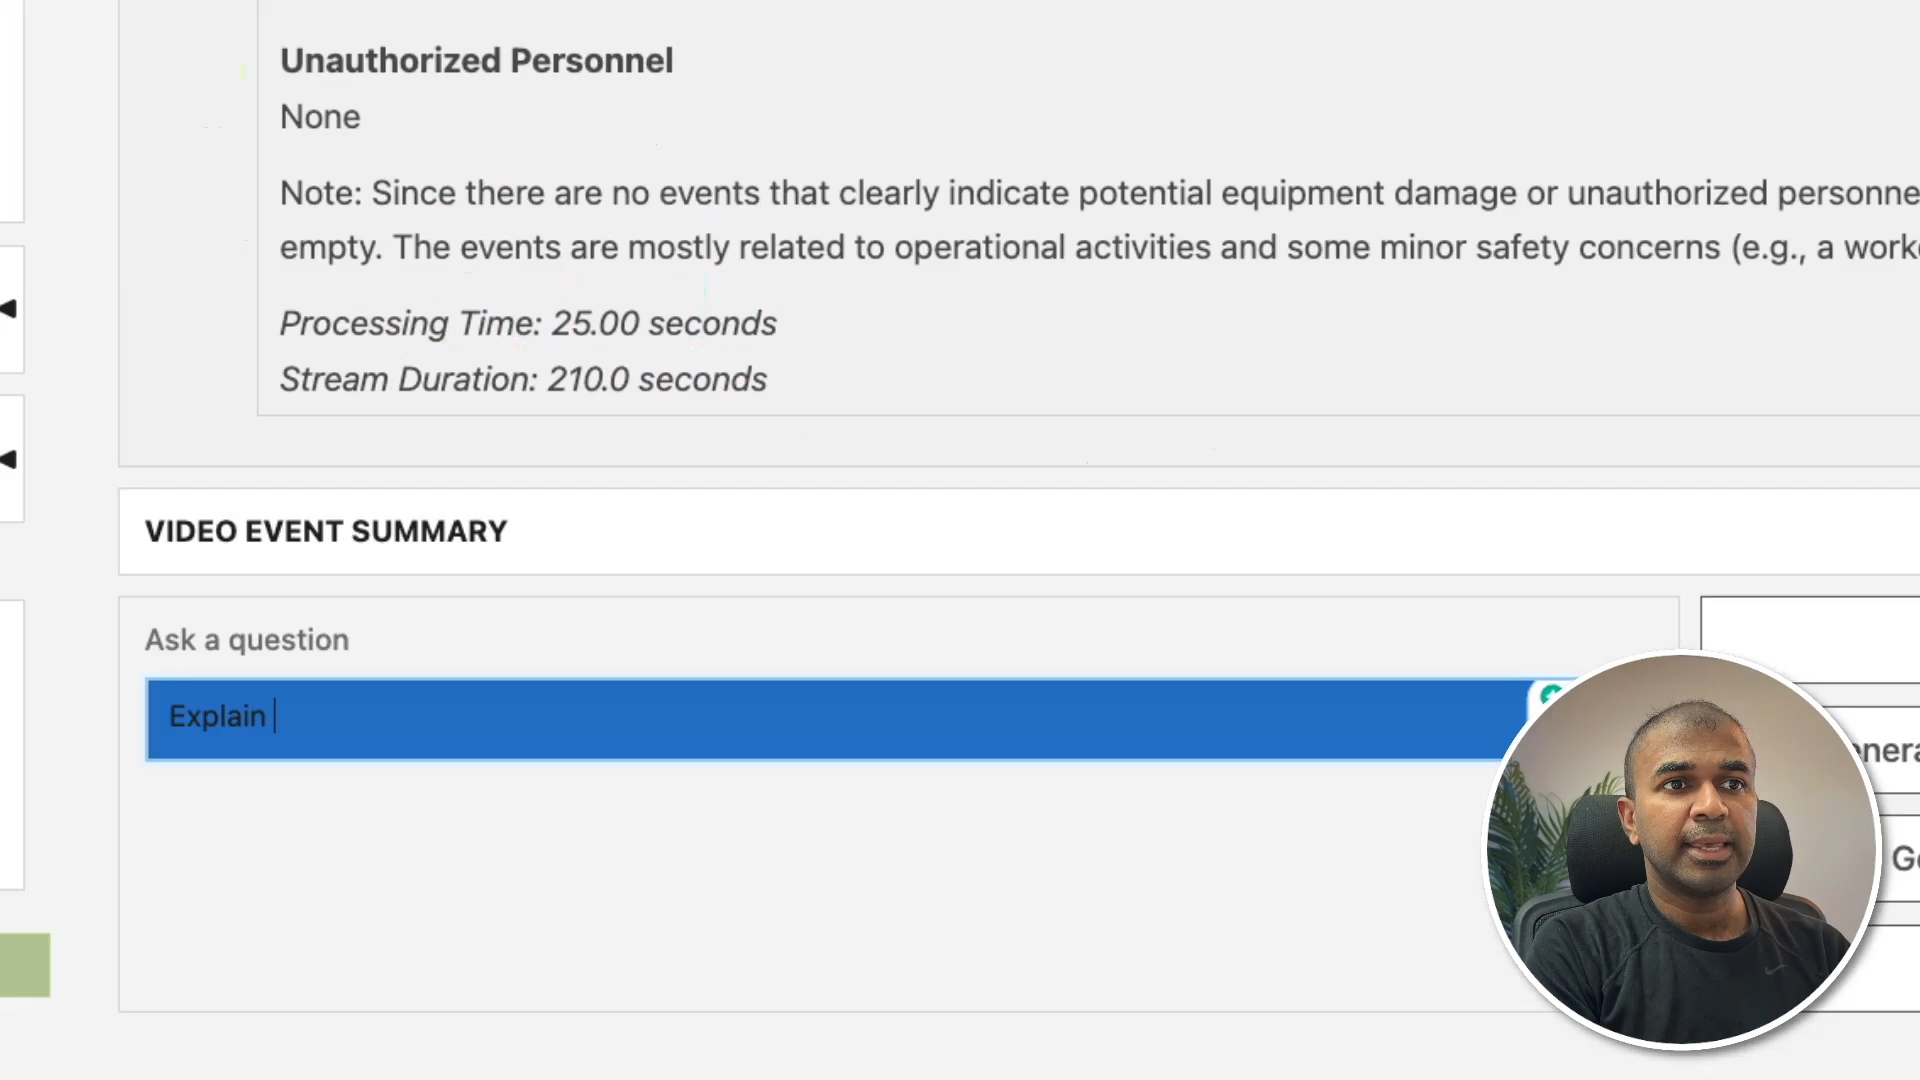 Unauthorized Personnel
None
Note: Since there are no events that clearly indicate potential equipment damage or unauthorized personne
empty. The events are mostly related to operational activities and some minor safety concerns (e.g., a work
Processing Time: 25.00 seconds
Stream Duration: 210.0 seconds
VIDEO EVENT SUMMARY
Ask a question
Explain